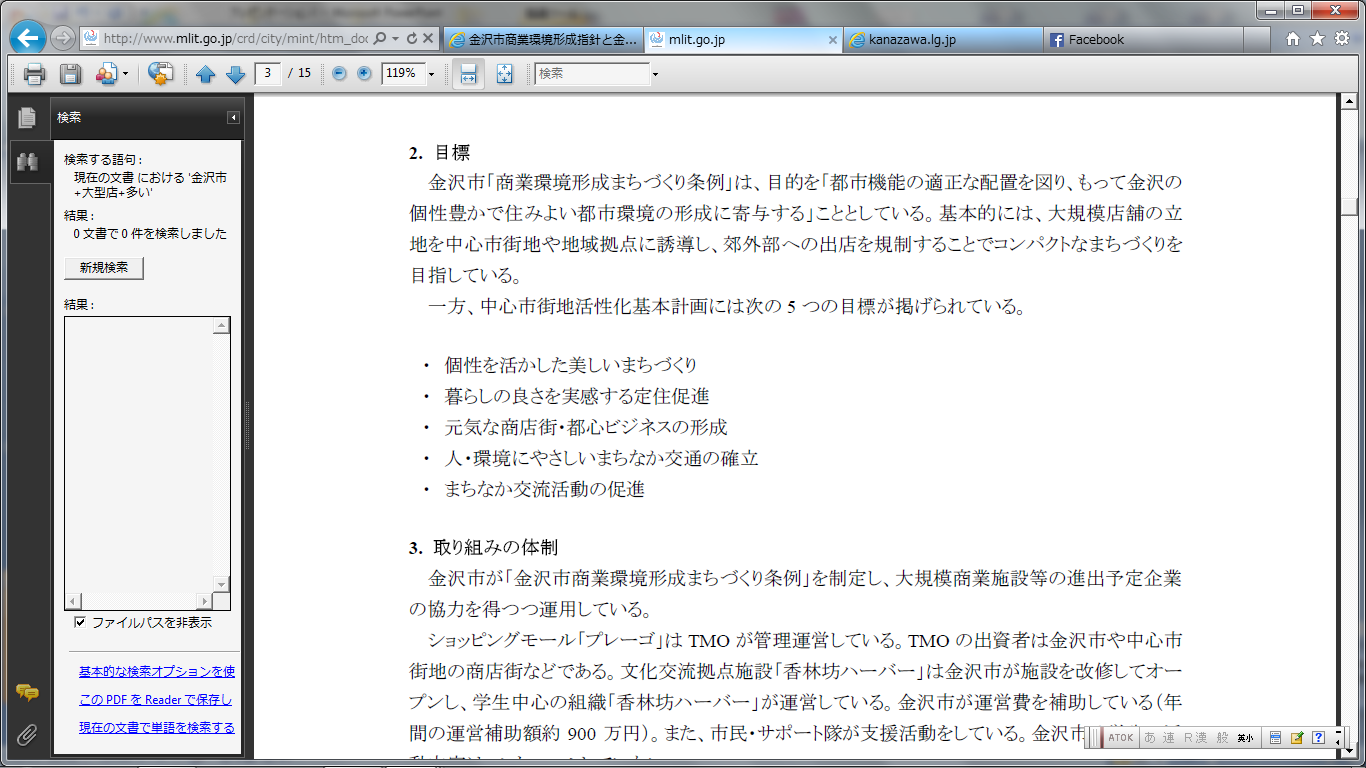 http://www.mlit.go.jp/crd/city/mint/htm_doc
金沢市商業環境形成指針と金...
mlit.go.jp
kanazawa.lg.jp
Facebook
3 / 15
119%
検索
検索
検索する語句 :
現在の文書 における '金沢市
+大型店+多い'
結果 :
0 文書で 0 件を検索しました
新規検索
結果 :
ファイルパスを非表示
基本的な検索オプションを使
この PDF を Reader で保存し
現在の文書で単語を検索する
2. 目標
金沢市「商業環境形成まちづくり条例」は、目的を「都市機能の適正な配置を図り、もって金沢の
個性豊かで住みよい都市環境の形成に寄与する」こととしている。基本的には、大規模店舗の立
地を中心市街地や地域拠点に誘導し、郊外部への出店を規制することでコンパクトなまちづくりを
目指している。
一方、中心市街地活性化基本計画には次の 5 つの目標が掲げられている。
・ 個性を活かした美しいまちづくり
・ 暮らしの良さを実感する定住促進
・ 元気な商店街・都心ビジネスの形成
・ 人・環境にやさしいまちなか交通の確立
・ まちなか交流活動の促進
3. 取り組みの体制
金沢市が「金沢市商業環境形成まちづくり条例」を制定し、大規模商業施設等の進出予定企業
の協力を得つつ運用している。
ショッピングモール「プレーゴ」は TMO が管理運営している。TMO の出資者は金沢市や中心市
街地の商店街などである。文化交流拠点施設「香林坊ハーバー」は金沢市が施設を改修してオー
プンし、学生中心の組織「香林坊ハーバー」が運営している。金沢市が運営費を補助している（年
間の運営補助額約 900 万円）。また、市民・サポート隊が支援活動をしている。金沢市
ATOK あ 連 R漢 般 英小